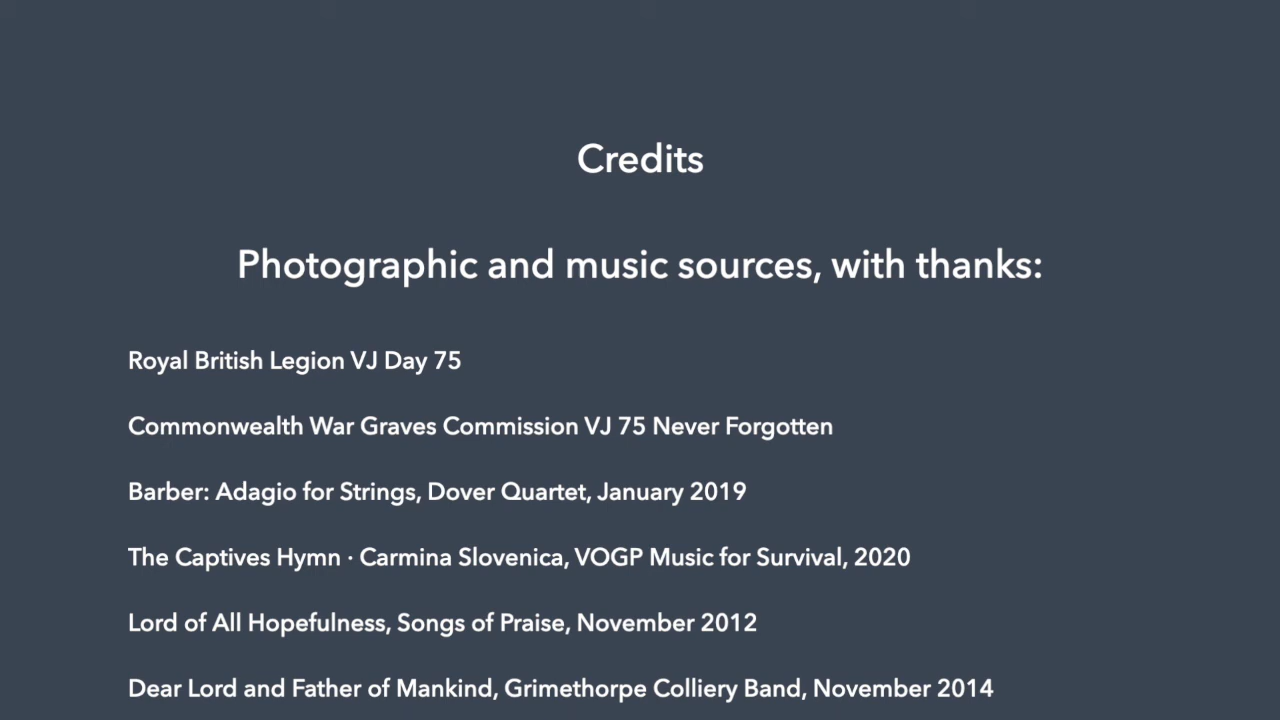 Credits
Photographic and music sources, with thanks:
Royal British Legion VJ Day 75
Commonwealth War Graves Commission VJ 75 Never Forgotten
Barber: Adagio for Strings, Dover Quartet, January 2019
The Captives Hymn · Carmina Slovenica, VOGP Music for Survival, 2020
Lord of All Hopefulness, Songs of Praise, November 2012
Dear Lord and Father of Mankind, Grimethorpe Colliery Band, November 2014